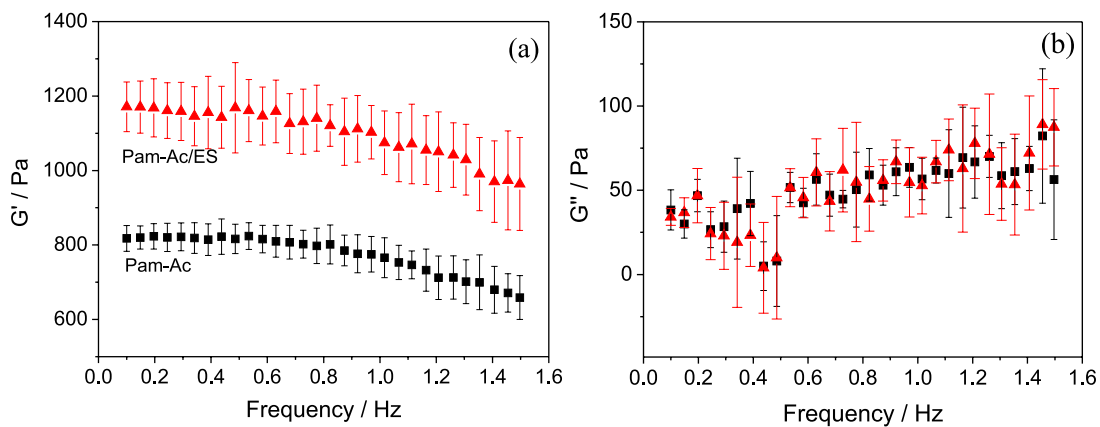 (a)
1400
1200
1000
800
600
G' / Pa
Pam-Ac/ES
Pam-Ac
0.0 0.2 0.4 0.6 0.8 1.0 1.2 1.4 1.6
Frequency / Hz
(b)
150
100
50
0
G" / Pa
0.0 0.2 0.4 0.6 0.8 1.0 1.2 1.4 1.6
Frequency / Hz